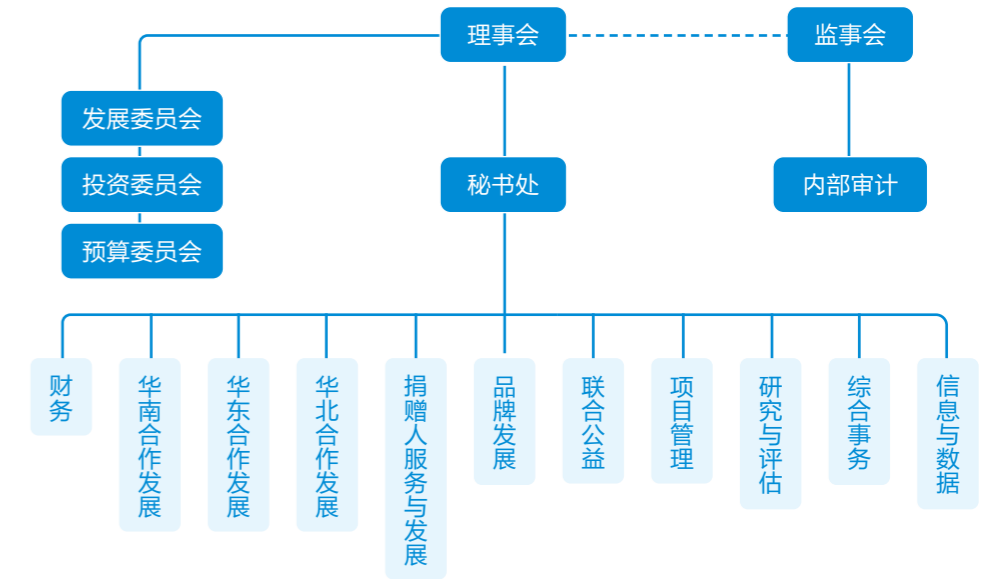 理事会
监事会
发展委员会
投资委员会
秘书处
内部审计
预算委员会
财务
华南合作发展
华东合作发展
华北合作发展
捐赠人服务与发展
品牌发展
联合公益
项目管理
研究与评估
综合事务
信息与数据